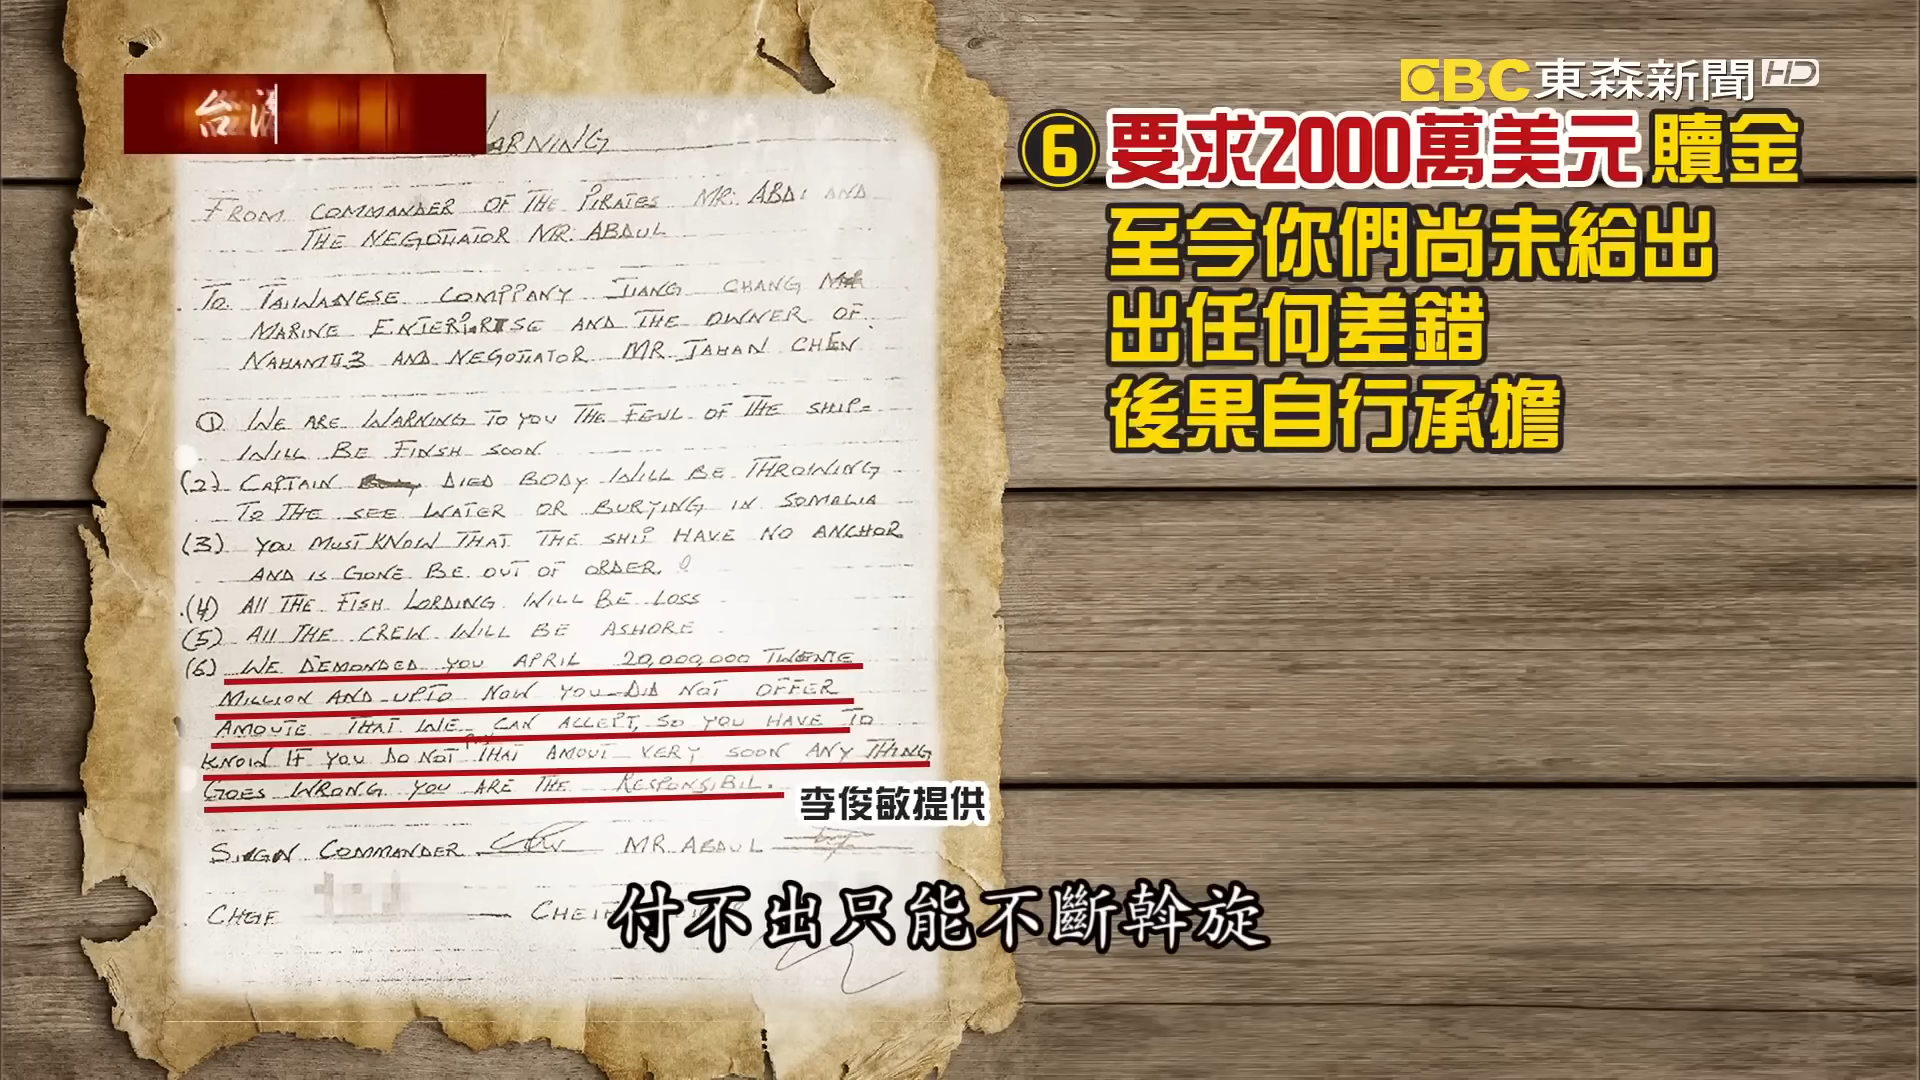 台灣
EBC東森新聞HD
ARNING
FROM COMMANDER OF THE PIRATES MR. ABDI AND
THE NEGOTIATOR MR. ABDUL
TO TAIWANESE COMPPANY JIANG CHANG
MARINE ENTERPRISE AND THE OWNER OF
NAHAMII3 AND NEGOTIATOR MR JAHAN CHEN
① WE ARE WARNING TO YOU THE FEUL OF THE SHIP
WILL BE FINSH SOON
(2) CAPTAIN DIED BODY WILL BE THROWING
TO THE SEE WATER OR BURYING IN SOMALIA
(3) YOU MUST KNOW THAT THE SHIP HAVE NO ANCHOR
AND IS GONE BE OUT OF ORDER.
(4) All THE FISH LORDING WILL BE LOSS
(5) All THE CREW WILL BE ASHORE
(6) WE DEMONDED YOU APRIL 20,000,000 TWENTE
MILLION AND UPTO NOW YOU DID NOT OFFER
AMOUTE THAT WE CAN ALLEPT, SO YOU HAVE TO
KNOW IF YOU DO NOT PAY THAT AMOUT VERY SOON ANY THING
GOES WRONG YOU ARE THE RESPONSIBIL.
SIGN COMMANDER MR ABDUL
CHEIF
⑥要求2000萬美元贖金
至今你們尚未給出
出任何差錯
後果自行承擔
李俊敏提供
付不出只能不斷斡旋